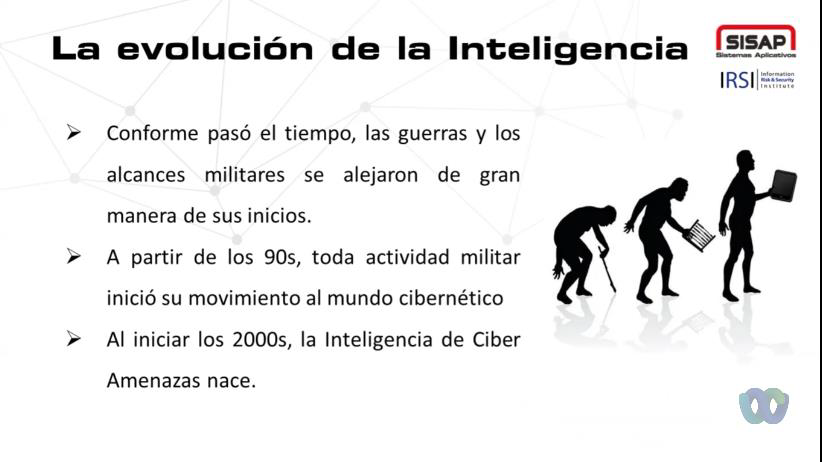 La evolución de la Inteligencia
SISAP
Sistemas Aplicativos
IRSI Information
Risk & Security
Institute
➢ Conforme pasó el tiempo, las guerras y los
alcances militares se alejaron de gran
manera de sus inicios.
➢ A partir de los 90s, toda actividad militar
inició su movimiento al mundo cibernético
➢ Al iniciar los 2000s, la Inteligencia de Ciber
Amenazas nace.